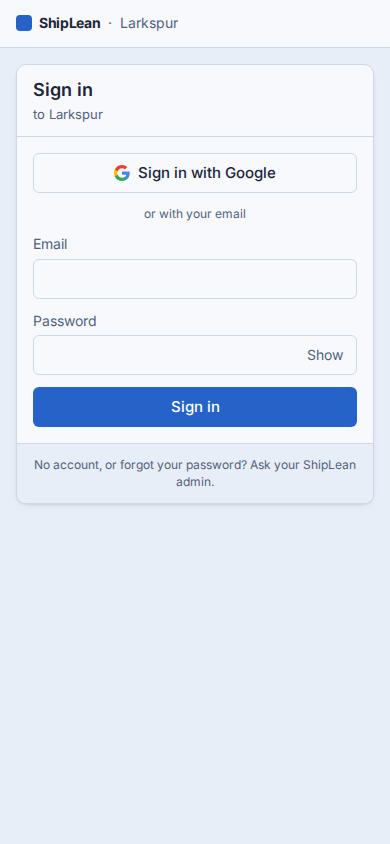 ShipLean · Larkspur
Sign in
to Larkspur
Sign in with Google
or with your email
Email
Password
Show
Sign in
No account, or forgot your password? Ask your ShipLean
admin.